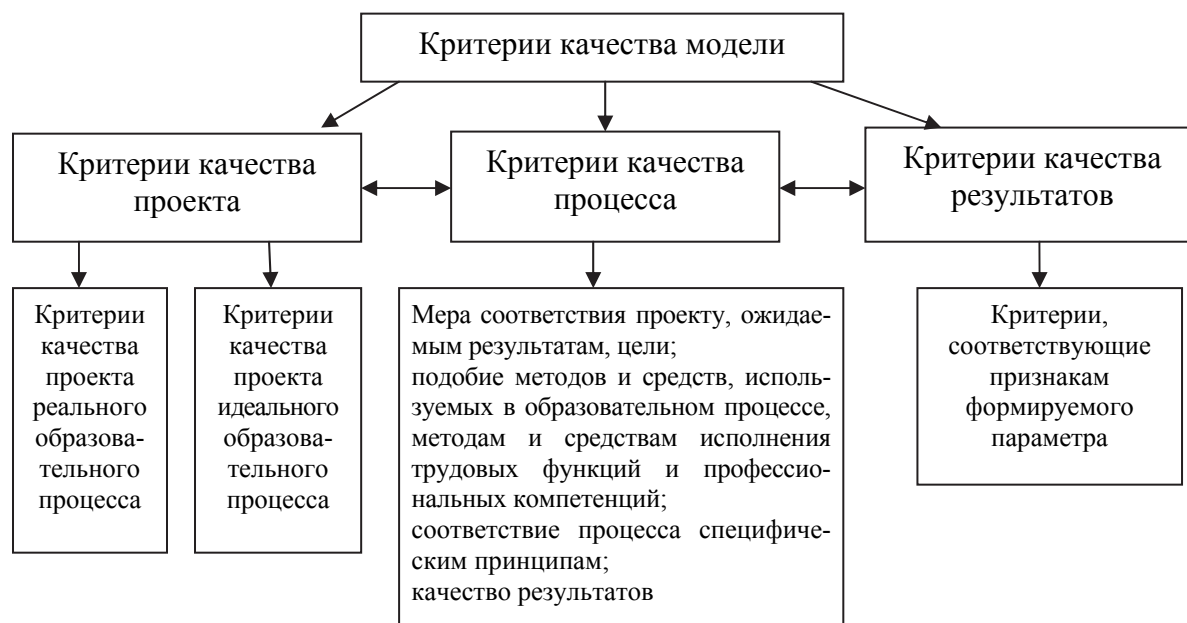 Критерии качества модели
Критерии качества
проекта
Критерии качества
процесса
Критерии качества
результатов
Критерии
качества
проекта
реального
образова-
тельного
процесса
Критерии
качества
проекта
идеального
образова-
тельного
процесса
Мера соответствия проекту, ожидае-
мым результатам, цели;
подобие методов и средств, исполь-
зуемых в образовательном процессе,
методам и средствам исполнения
трудовых функций и профессио-
нальных компетенций;
соответствие процесса специфиче-
ским принципам;
качество результатов
Критерии,
соответствующие
признакам
формируемого
параметра